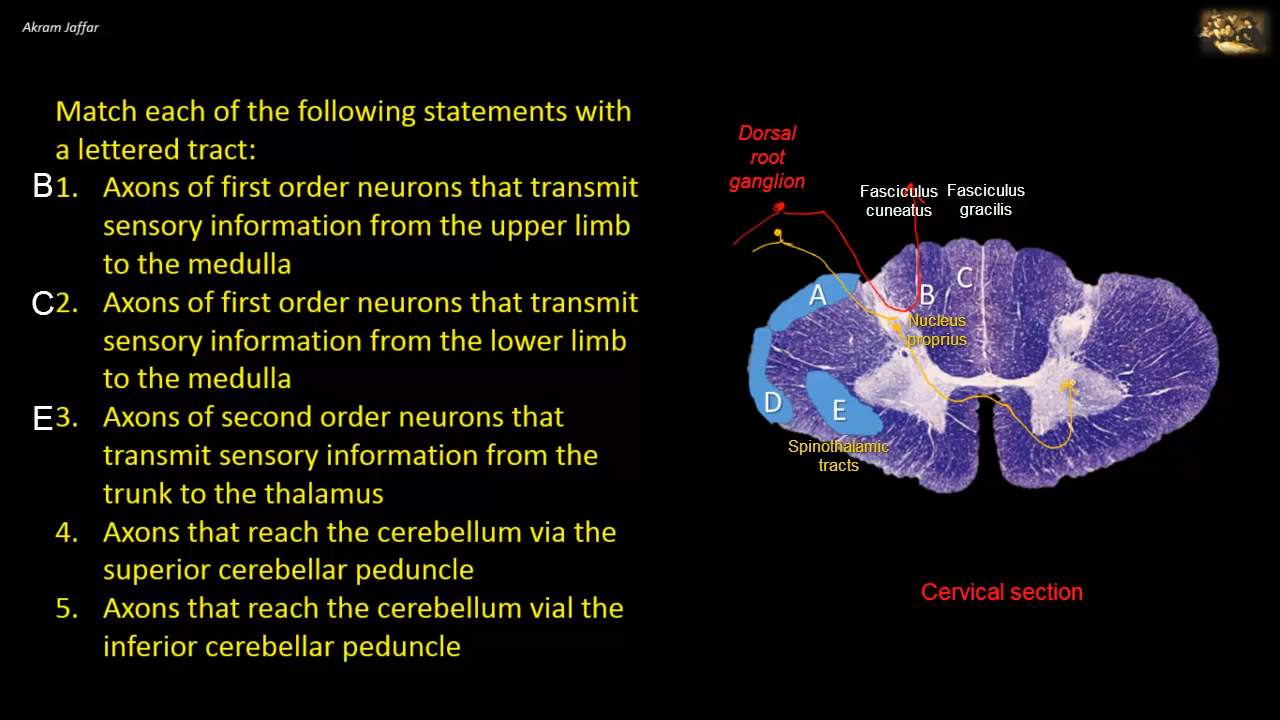 Akram Jaffar
Match each of the following statements with
a lettered tract:
B 1. Axons of first order neurons that transmit
sensory information from the upper limb
to the medulla
C 2. Axons of first order neurons that transmit
sensory information from the lower limb
to the medulla
E 3. Axons of second order neurons that
transmit sensory information from the
trunk to the thalamus
4. Axons that reach the cerebellum via the
superior cerebellar peduncle
5. Axons that reach the cerebellum vial the
inferior cerebellar peduncle
Dorsal
root
ganglion
Fasciculus
cuneatus
Fasciculus
gracilis
A
B
C
Nucleus
proprius
D
E
Spinothalamic
tracts
Cervical section